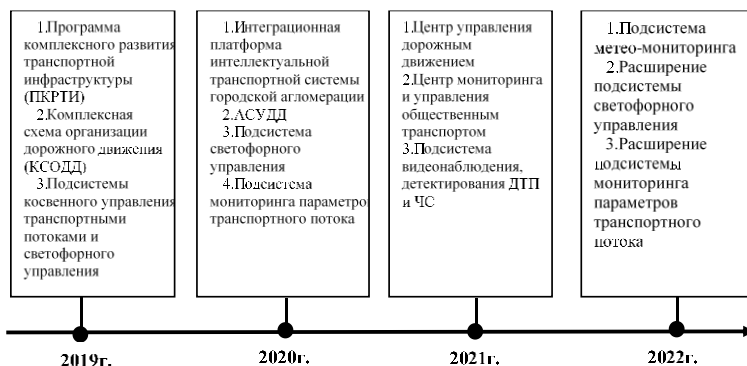 1.Программа
комплексного развития
транспортной
инфраструктуры
(ПКРТИ)
2.Комплексная
схема организации
дорожного движения
(КСОДД)
3.Подсистемы
косвенного управления
транспортными
потоками и
светофорного
управления
1.Интеграционная
платформа
интеллектуальной
транспортной системы
городской агломерации
2.АСУДД
3.Подсистема
светофорного
управления
4.Подсистема
мониторинга параметров
транспортного потока
1.Центр управления
дорожным
движением
2.Центр мониторинга
и управления
общественным
транспортом
3.Подсистема
видеонаблюдения,
детектирования ДТП
и ЧС
1.Подсистема
метео-мониторинга
2.Расширение
подсистемы
светофорного
управления
3.Расширение
подсистемы
мониторинга
параметров
транспортного
потока
2019г.
2020г.
2021г.
2022г.